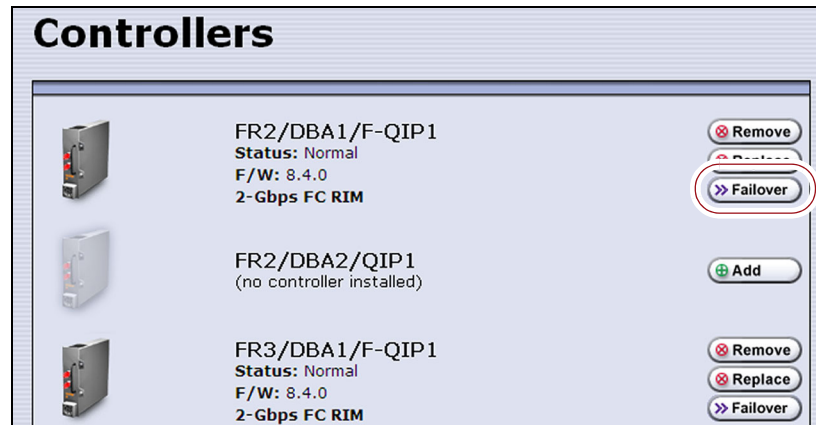 Controllers
FR2/DBA1/F-QIP1
Remove
Status: Normal
Replace
F/W: 8.4.0
Failover
2-Gbps FC RIM
FR2/DBA2/QIP1
Add
(no controller installed)
FR3/DBA1/F-QIP1
Remove
Status: Normal
Replace
F/W: 8.4.0
Failover
2-Gbps FC RIM